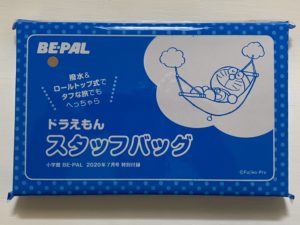 BE-PAL
撥水&
ロールトップ式で
タフな旅でも
へっちゃら
ドラえもん
スタッフバッグ
小学館 BE-PAL 2020年7月号 特別付録
©Fujiko-Pro